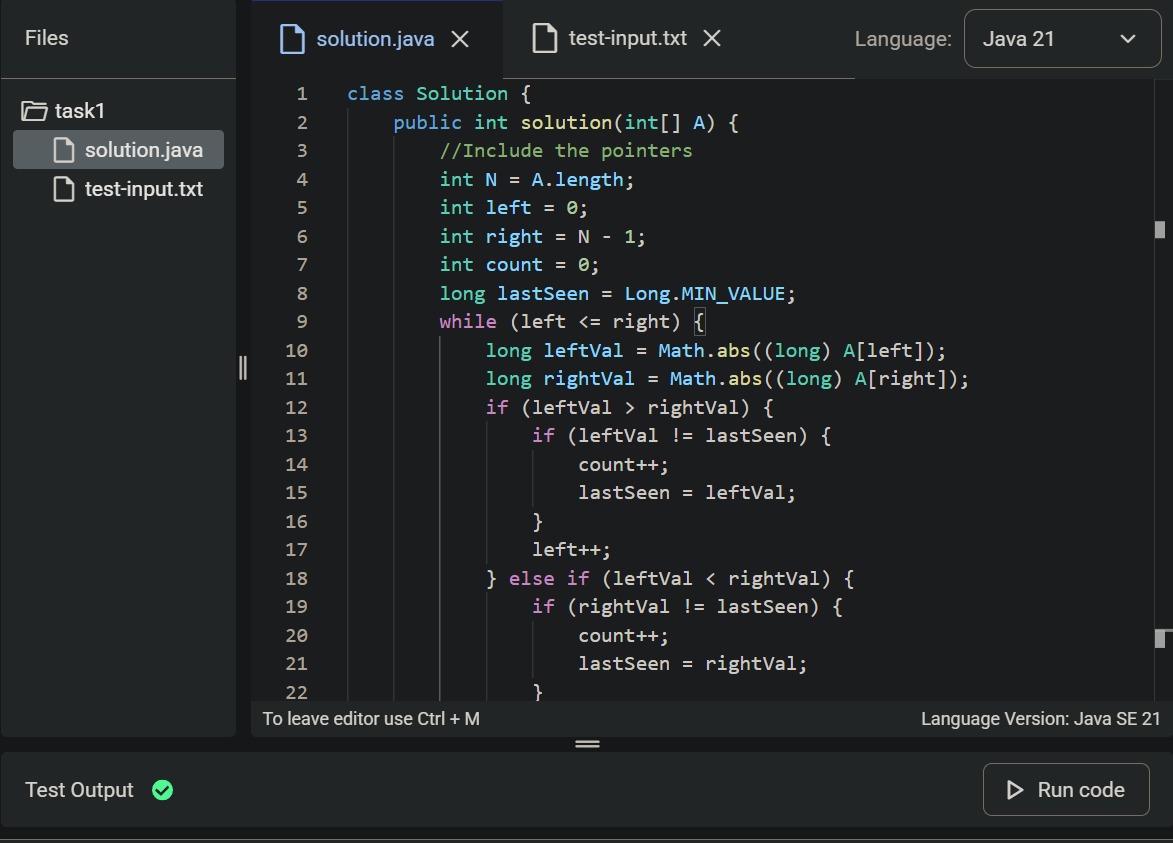 Files
solution.java
test-input.txt
Language:
Java 21
task1
solution.java
test-input.txt
1 class Solution {
2 public int solution(int[] A) {
3 //Include the pointers
4 int N = A.length;
5 int left = 0;
6 int right = N - 1;
7 int count = 0;
8 long lastSeen = Long.MIN_VALUE;
9 while (left <= right) {
10 long leftVal = Math.abs((long) A[left]);
11 long rightVal = Math.abs((long) A[right]);
12 if (leftVal > rightVal) {
13 if (leftVal != lastSeen) {
14 count++;
15 lastSeen = leftVal;
16 }
17 left++;
18 } else if (leftVal < rightVal) {
19 if (rightVal != lastSeen) {
20 count++;
21 lastSeen = rightVal;
22 }
To leave editor use Ctrl + M
Language Version: Java SE 21
Test Output
Run code